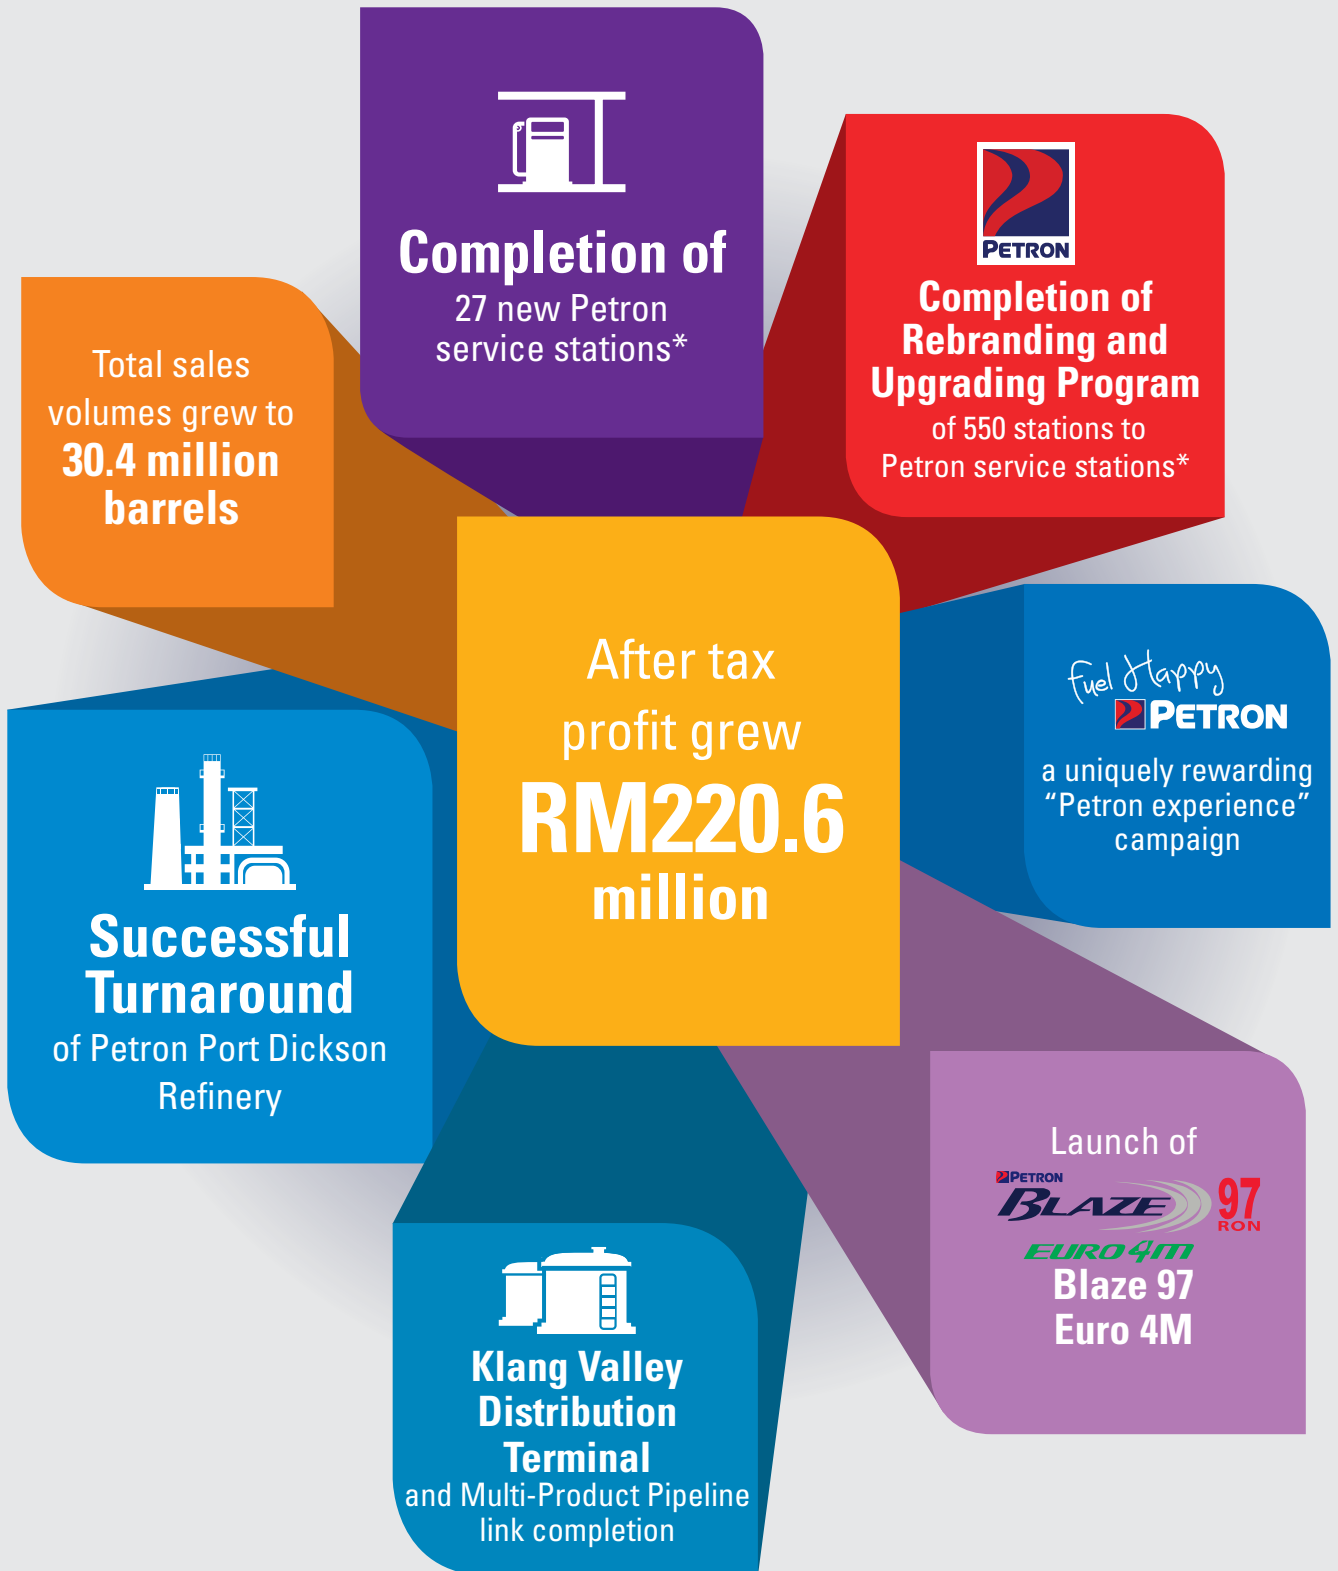 Completion of
27 new Petron
service stations*
PETRON
Completion of
Rebranding and
Upgrading Program
of 550 stations to
Petron service stations*
Total sales
volumes grew to
30.4 million
barrels
After tax
profit grew
RM220.6
million
Fuel Happy
PETRON
a uniquely rewarding
“Petron experience”
campaign
Successful
Turnaround
of Petron Port Dickson
Refinery
Launch of
PETRON
BLAZE 97
RON
EURO 4M
Blaze 97
Euro 4M
Klang Valley
Distribution
Terminal
and Multi-Product Pipeline
link completion